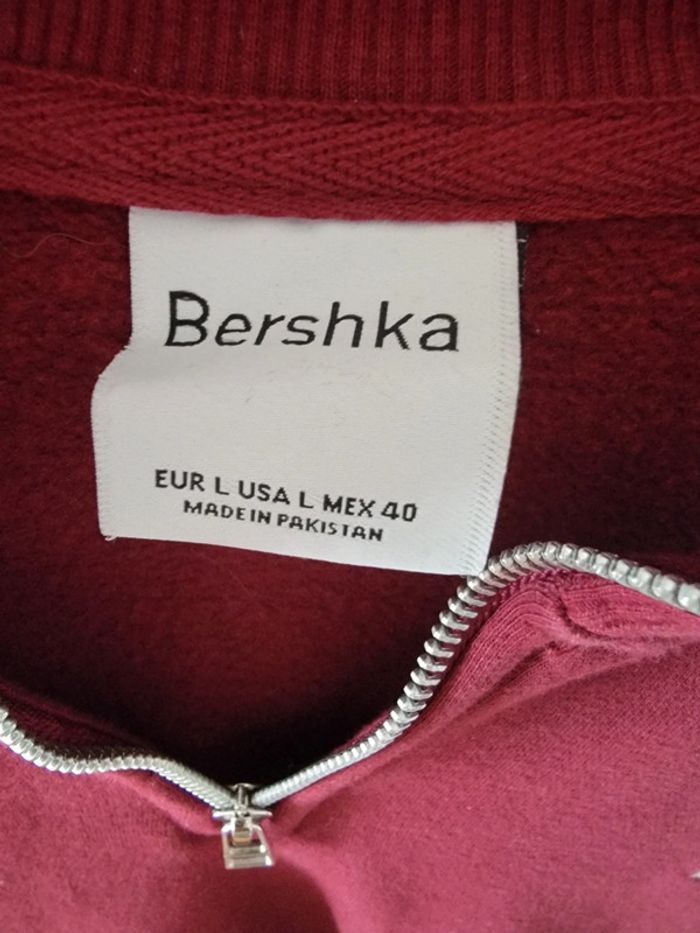 Bershka
EUR L USA L MEX 40
MADE IN PAKISTAN